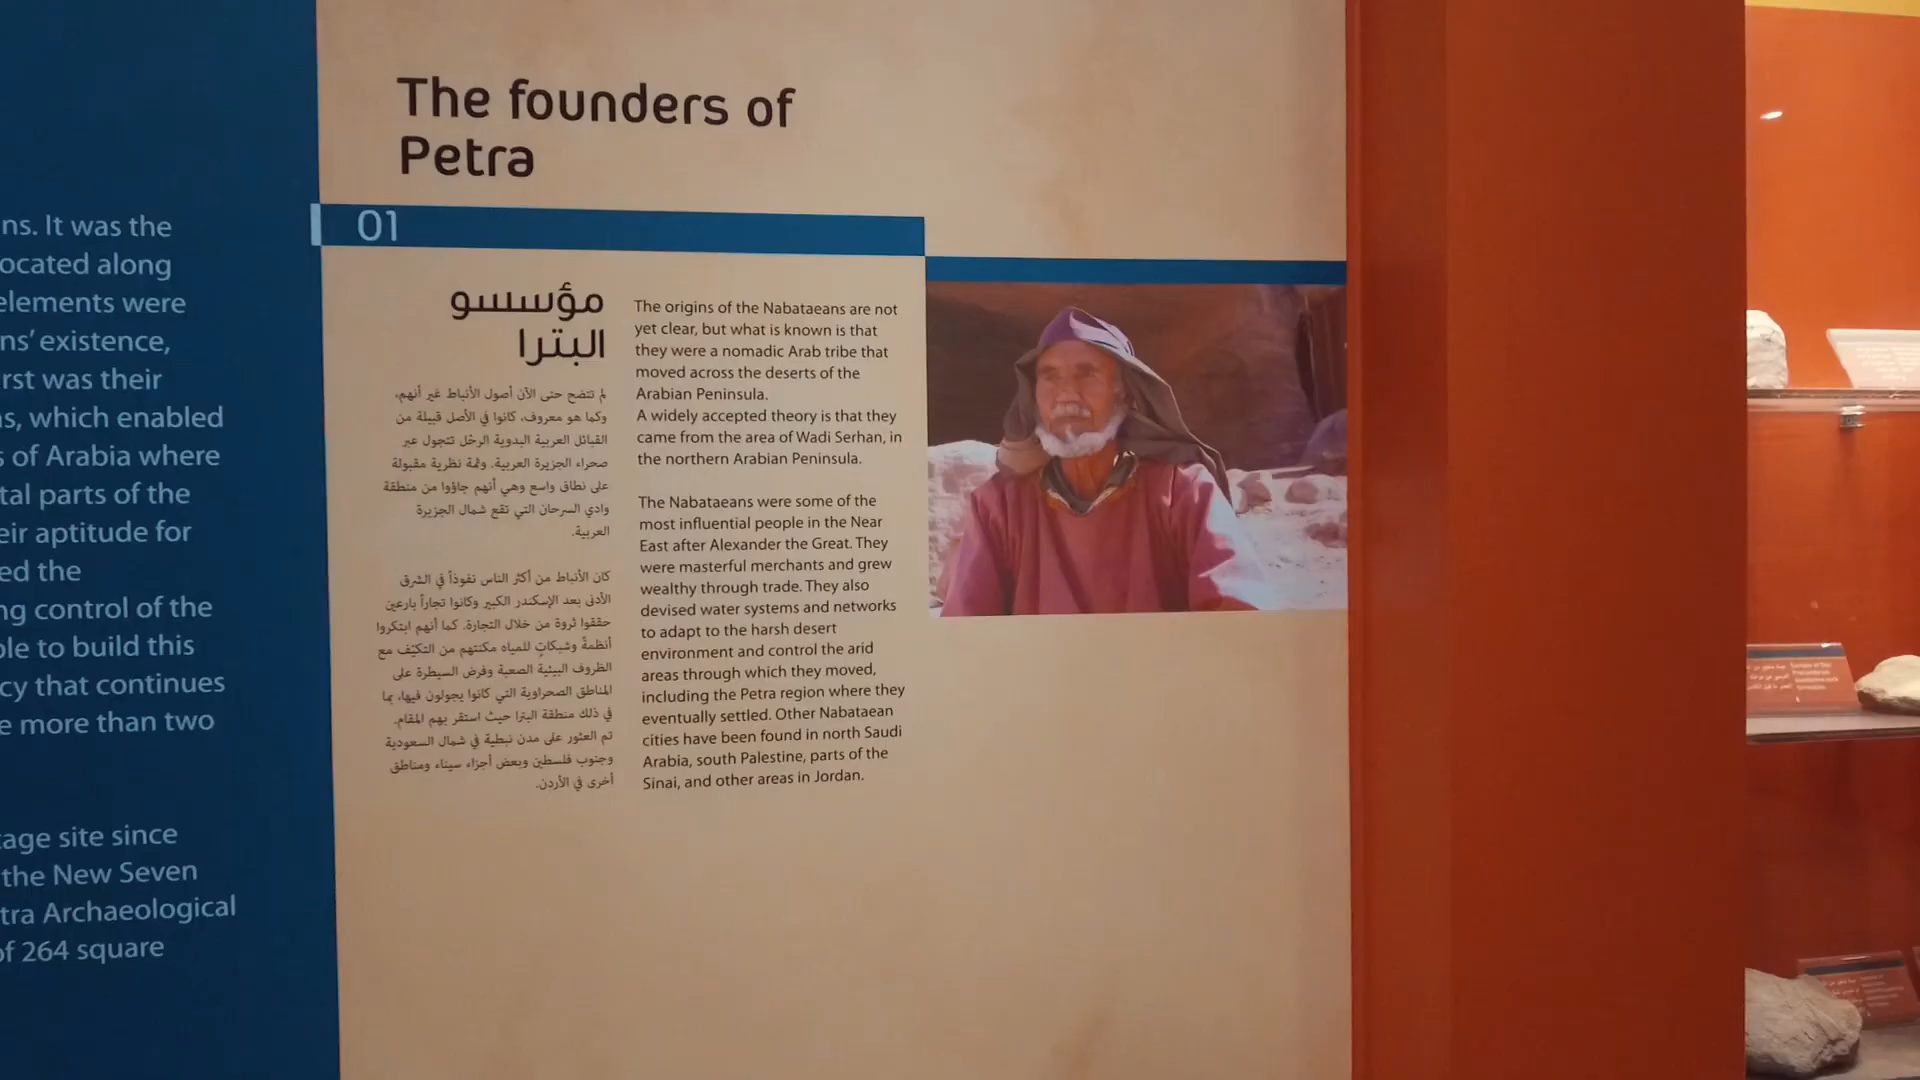 ns. It was the
ocated along
elements were
ns' existence,
rst was their
s, which enabled
s of Arabia where
tal parts of the
eir aptitude for
ed the
ng control of the
ble to build this
cy that continues
e more than two
tage site since
the New Seven
tra Archaeological
of 264 square
The founders of
Petra
01
مؤسسو
البترا
لم تتضح حتى الآن أصول الأنباط غير أنهم،
وكما هو معروف، كانوا في الأصل قبيلة من
القبائل العربية البدوية الرحّل تتجول عبر
صحراء الجزيرة العربية. وثمة نظرية مقبولة
على نطاق واسع وهي أنهم جاؤوا من منطقة
وادي السرحان التي تقع شمال الجزيرة
العربية.
كان الأنباط من أكثر الناس نفوذاً في الشرق
الأدنى بعد الإسكندر الكبير وكانوا تجاراً بارعين
حققوا ثروة من خلال التجارة. كما أنهم ابتكروا
أنظمةً وشبكاتٍ للمياه مكنتهم من التكيّف مع
الظروف البيئية الصعبة وفرض السيطرة على
المناطق الصحراوية التي كانوا يجولون فيها، بما
في ذلك منطقة البترا حيث استقر بهم المقام.
تم العثور على مدن نبطية في شمال السعودية
وجنوب فلسطين وبعض أجزاء سيناء ومناطق
أخرى في الأردن.
The origins of the Nabataeans are not
yet clear, but what is known is that
they were a nomadic Arab tribe that
moved across the deserts of the
Arabian Peninsula.
A widely accepted theory is that they
came from the area of Wadi Serhan, in
the northern Arabian Peninsula.
The Nabataeans were some of the
most influential people in the Near
East after Alexander the Great. They
were masterful merchants and grew
wealthy through trade. They also
devised water systems and networks
to adapt to the harsh desert
environment and control the arid
areas through which they moved,
including the Petra region where they
eventually settled. Other Nabataean
cities have been found in north Saudi
Arabia, south Palestine, parts of the
Sinai, and other areas in Jordan.